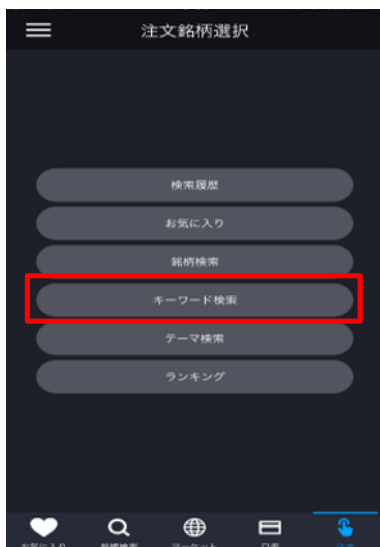 注文銘柄選択
検索履歴
お気に入り
銘柄検索
キーワード検索
テーマ検索
ランキング